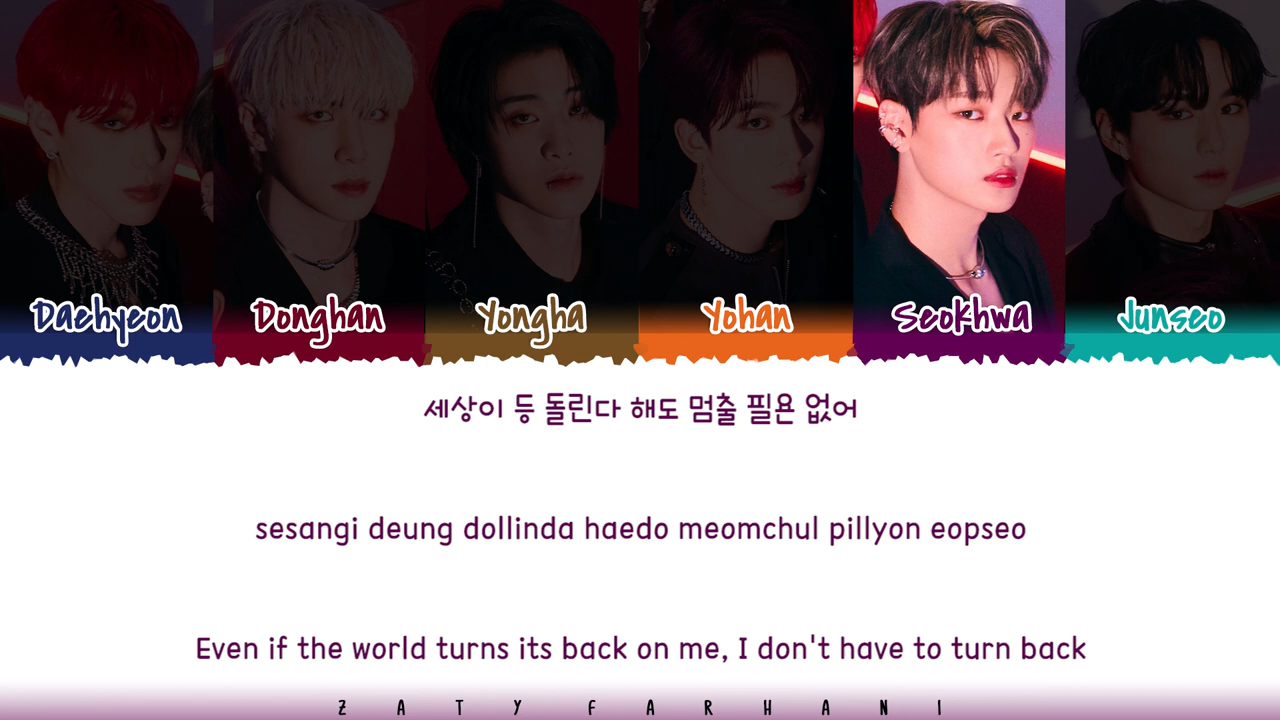 Daehyeon Donghan Yongha Yohan Seokhwa Junseo
세상이 등 돌린다 해도 멈출 필욘 없어
sesangi deung dollinda haedo meomchul pillyon eopseo
Even if the world turns its back on me, I don't have to turn back
ZATY FARHANI